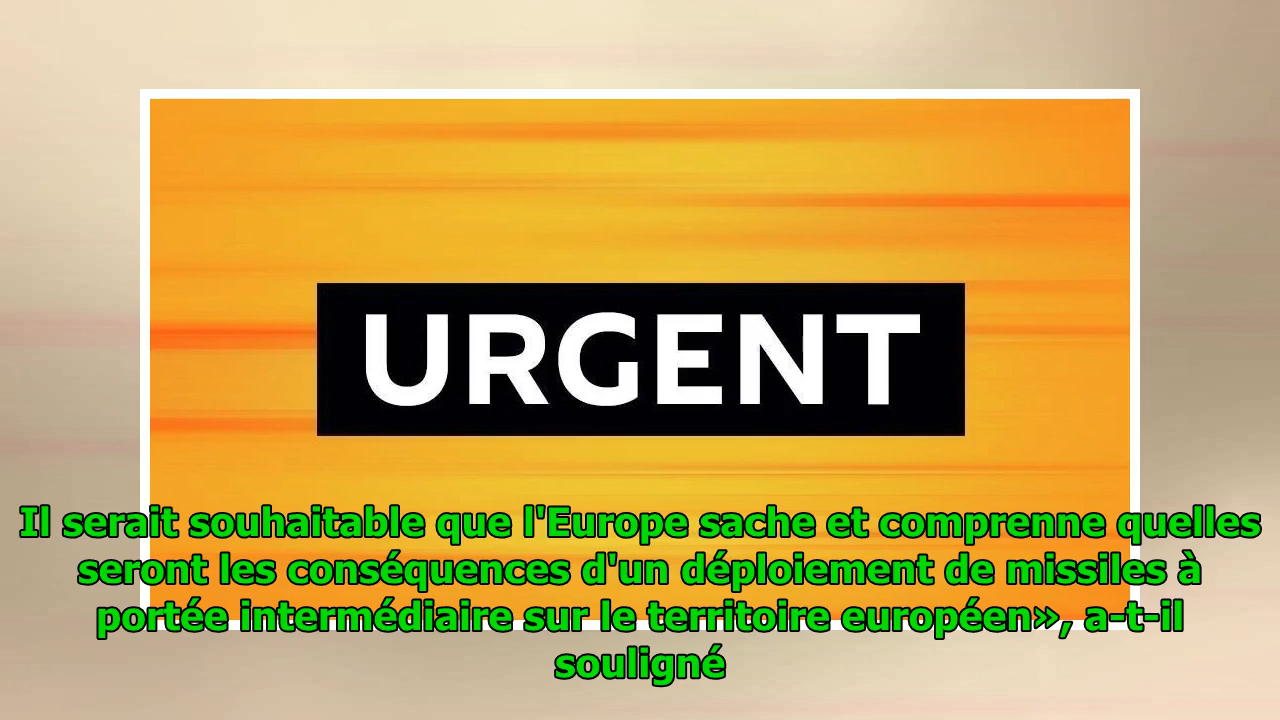 URGENT
Il serait souhaitable que l'Europe sache et comprenne quelles
seront les conséquences d'un déploiement de missiles à
portée intermédiaire sur le territoire européen», a-t-il
souligné